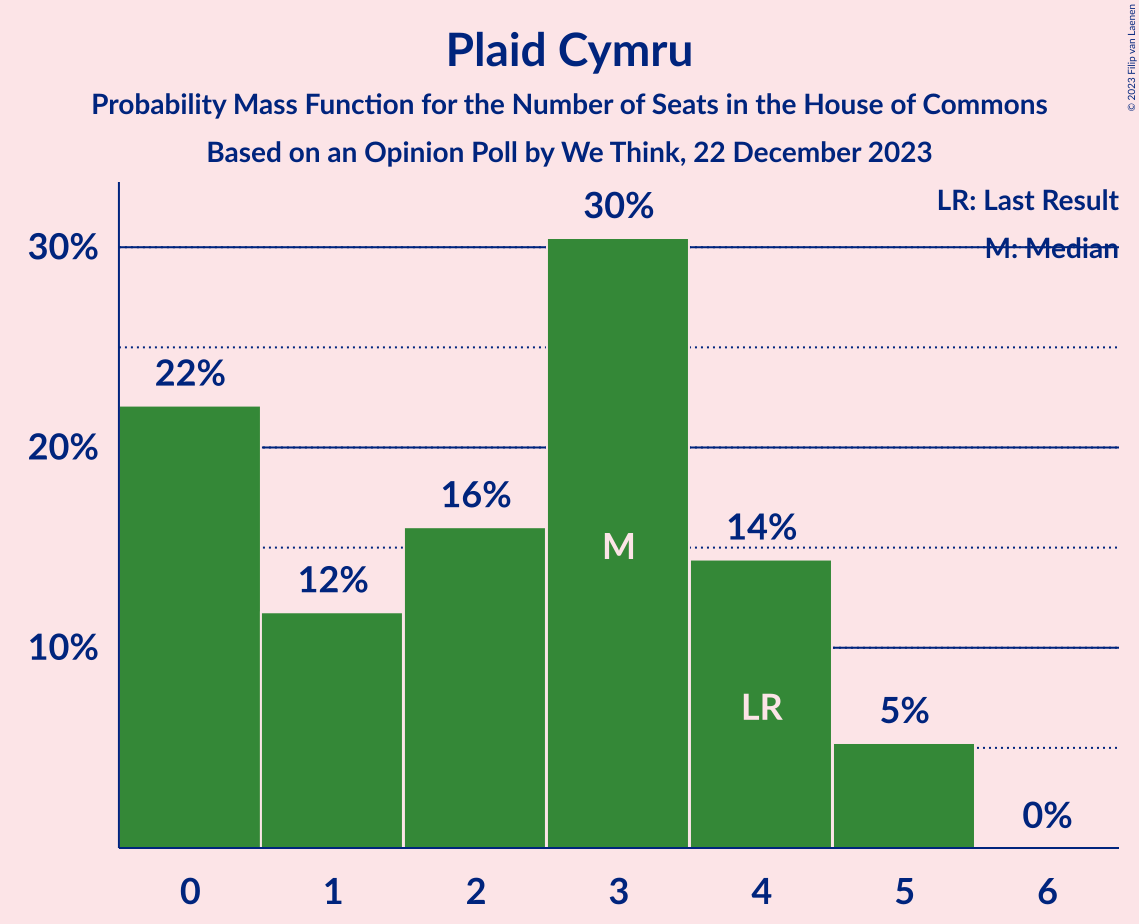 Plaid Cymru
Probability Mass Function for the Number of Seats in the House of Commons
Based on an Opinion Poll by We Think, 22 December 2023
© 2023 Filip van Laenen
LR: Last Result
M: Median
30%
20%
10%
22%
12%
16%
30%
14%
5%
0%
M
LR
0 1 2 3 4 5 6